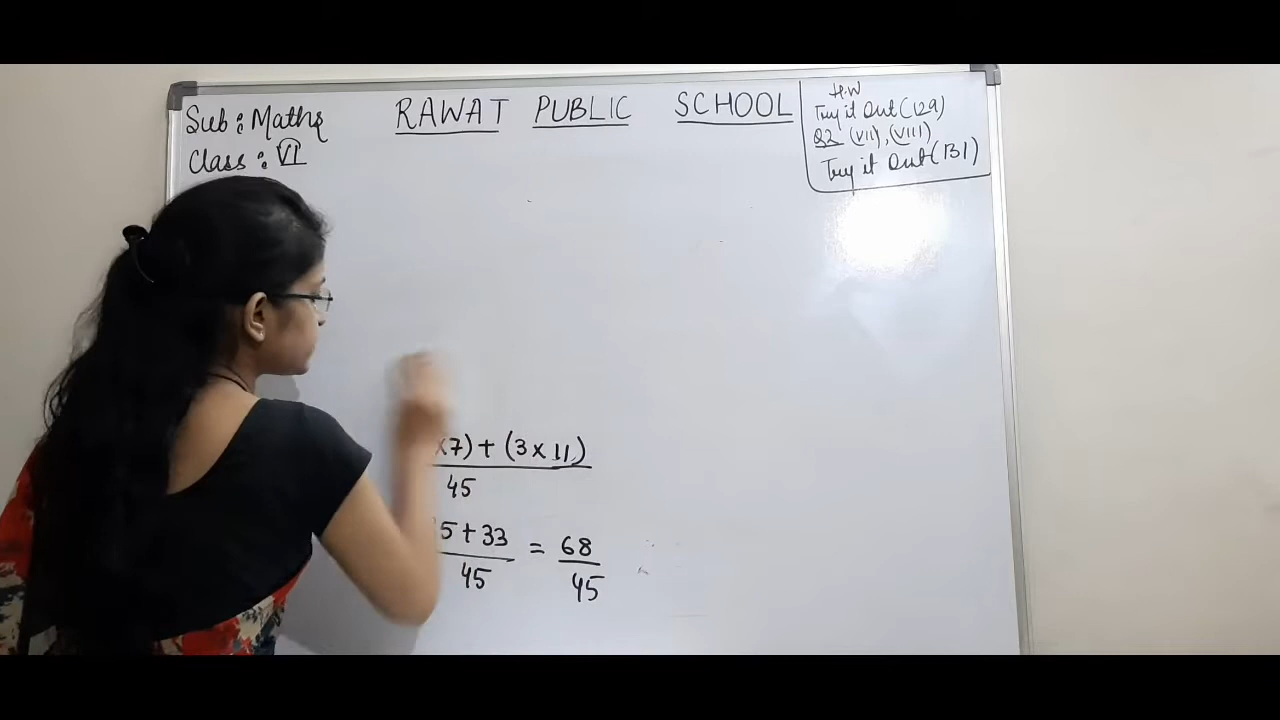 Sub: Maths
Class: VI
RAWAT PUBLIC SCHOOL
H.W
Try it Out (129)
Q2 (VII), (VIII)
Try it Out (131)
×7) + (3 × 11)
45
5 + 33 = 68
45 45